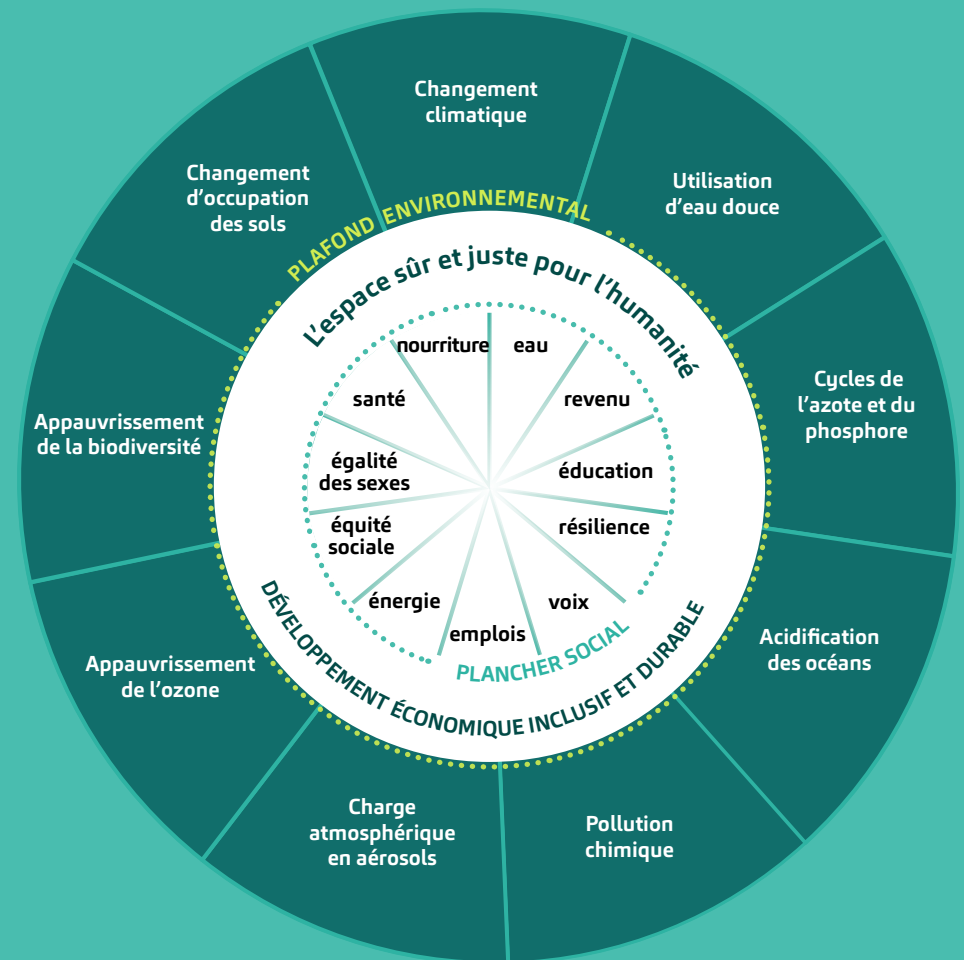 Changement
climatique
Utilisation
d'eau douce
Cycles de
l'azote et du
phosphore
Acidification
des océans
Pollution
chimique
Charge
atmosphérique
en aérosols
Appauvrissement
de l'ozone
Appauvrissement
de la biodiversité
Changement
d'occupation
des sols
PLAFOND ENVIRONNEMENTAL
L'espace sûr et juste pour l'humanité
eau
revenu
éducation
résilience
voix
emplois
énergie
équité
sociale
égalité
des sexes
santé
nourriture
PLANCHER SOCIAL
DÉVELOPPEMENT ÉCONOMIQUE INCLUSIF ET DURABLE